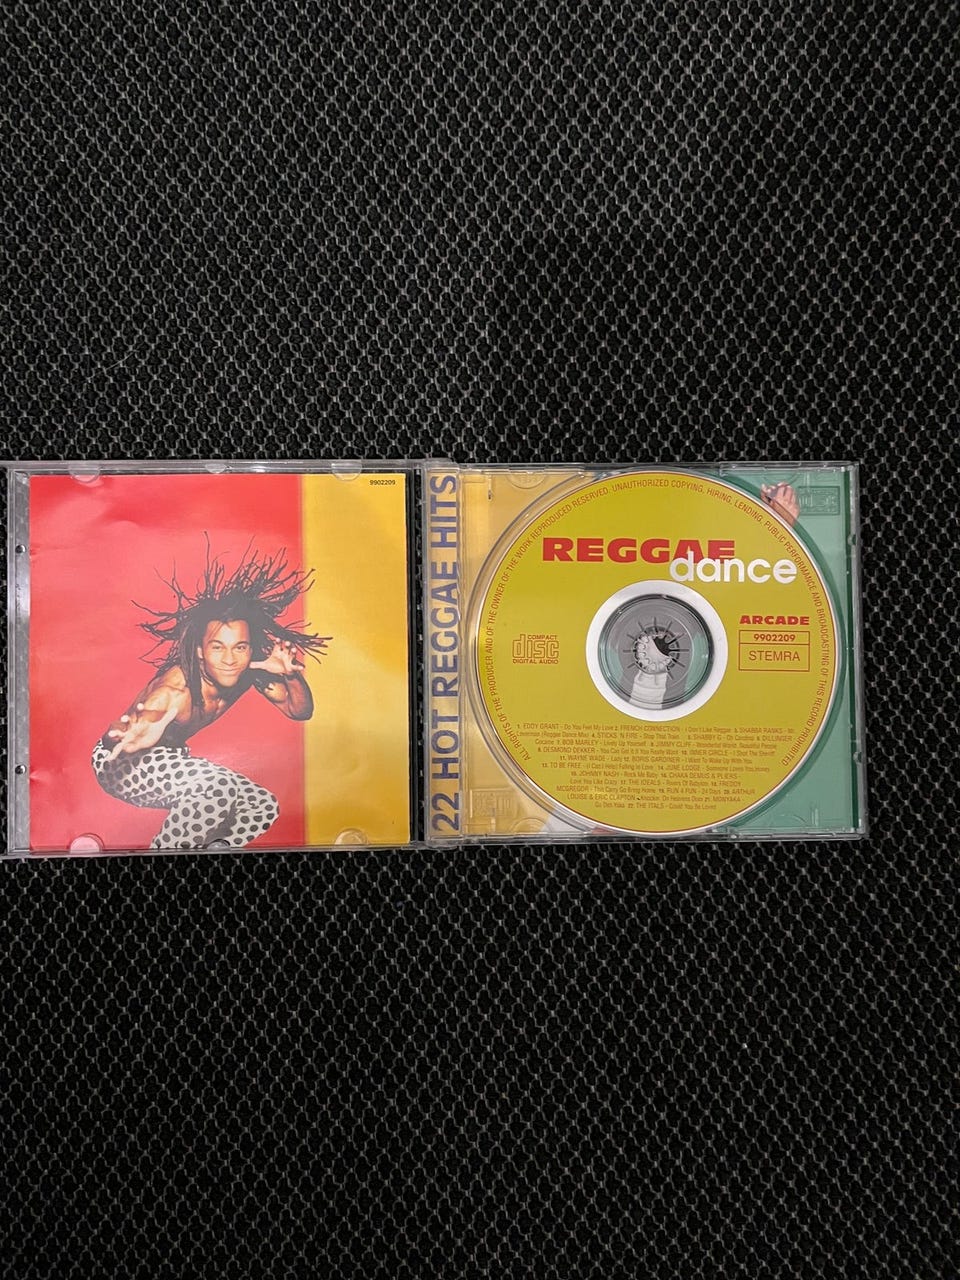 9902209
22 HOT REGGAE HITS
ALL RIGHTS OF THE PRODUCER AND OF THE OWNER OF THE WORK REPRODUCED RESERVED. UNAUTHORIZED COPYING, HIRING, LENDING, PUBLIC PERFORMANCE AND BROADCASTING OF THIS RECORD PROHIBITED
REGGAE
dance
COMPACT
disc
DIGITAL AUDIO
ARCADE
9902209
STEMRA
1. EDDY GRANT - Do You Feel My Love 2. FRENCH CONNECTION - I Don't Like Reggae 3. SHABBA RANKS - Mr.
Loverman (Reggae Dance Mix) 4. STICKS N FIRE - Stop That Train 5. SHABBY G - Oh Carolina 6. DILLINGER -
Cocaine 7. BOB MARLEY - Lively Up Yourself 8. JIMMY CLIFF - Wonderful World, Beautiful People
9. DESMOND DEKKER - You Can Get It If You Really Want 10. INNER CIRCLE - I Shot The Sheriff
11. WAYNE WADE - Lady 12. BORIS GARDINER - I Want To Wake Up With You
13. TO BE FREE - (I Can't Help) Falling In Love 14. JUNE LODGE - Someone Loves You Honey
15. JOHNNY NASH - Rock Me Baby 16. CHAKA DEMUS & PLIERS -
Love You Like Crazy 17. THE IDEALS - Rivers Of Babylon 18. FREDDY
MCGREGOR - That Carry Go Bring Home 19. RUN 4 FUN - 24 Days 20. ARTHUR
LOUISE & ERIC CLAPTON - Knockin' On Heavens Door 21. MONYAKA -
Go Deh Yaka 22. THE ITALS - Could You Be Loved